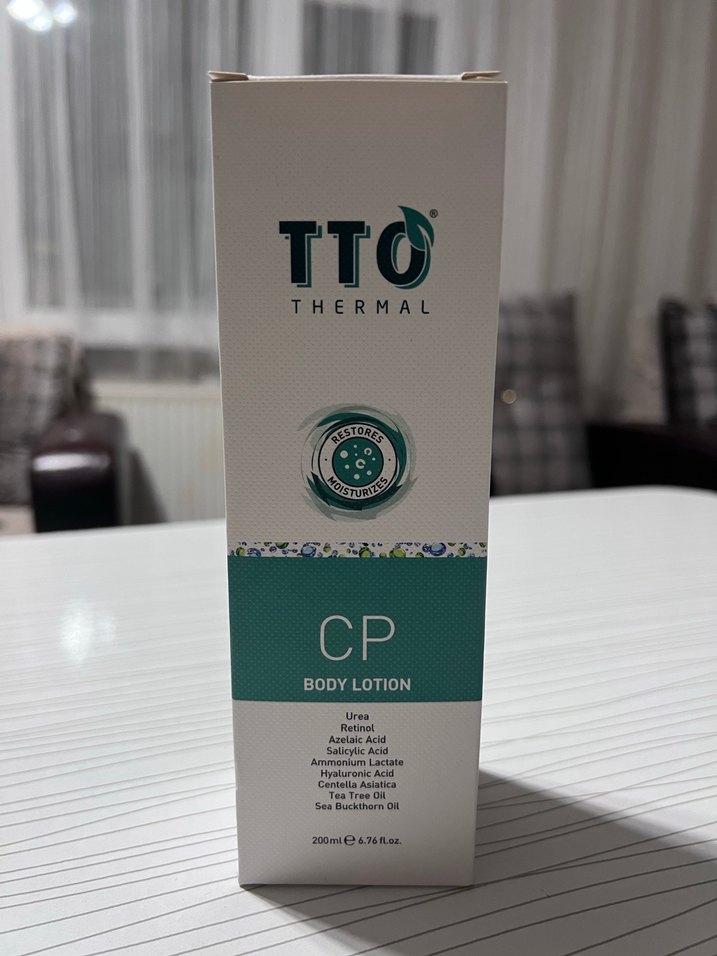 TTO®
THERMAL
RESTORES
MOISTURIZES
CP
BODY LOTION
Urea
Retinol
Azelaic Acid
Salicylic Acid
Ammonium Lactate
Hyaluronic Acid
Centella Asiatica
Tea Tree Oil
Sea Buckthorn Oil
200ml ℮ 6.76 fl.oz.